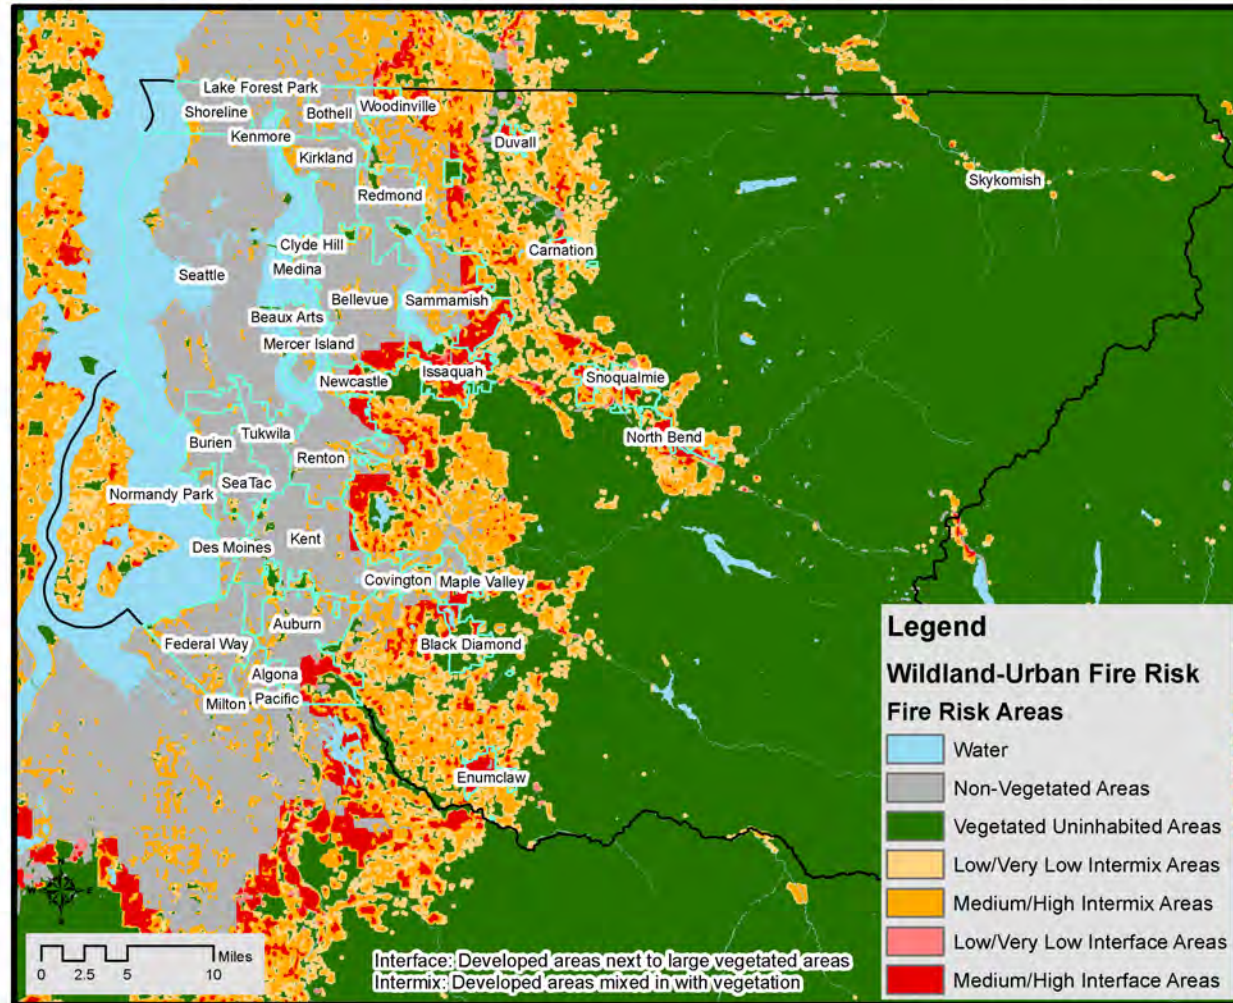 Lake Forest Park
Shoreline
Bothell
Woodinville
Kenmore
Duvall
Kirkland
Skykomish
Redmond
Clyde Hill
Carnation
Medina
Seattle
Bellevue
Sammamish
Beaux Arts
Mercer Island
Newcastle
Issaquah
Snoqualmie
North Bend
Tukwila
Burien
Renton
SeaTac
Normandy Park
Kent
Des Moines
Covington
Maple Valley
Auburn
Federal Way
Black Diamond
Algona
Milton
Pacific
Enumclaw
Legend
Wildland-Urban Fire Risk
Fire Risk Areas
Water
Non-Vegetated Areas
Vegetated Uninhabited Areas
Low/Very Low Intermix Areas
Medium/High Intermix Areas
Low/Very Low Interface Areas
Medium/High Interface Areas
N
W
E
S
Miles
0 2.5 5 10
Interface: Developed areas next to large vegetated areas
Intermix: Developed areas mixed in with vegetation